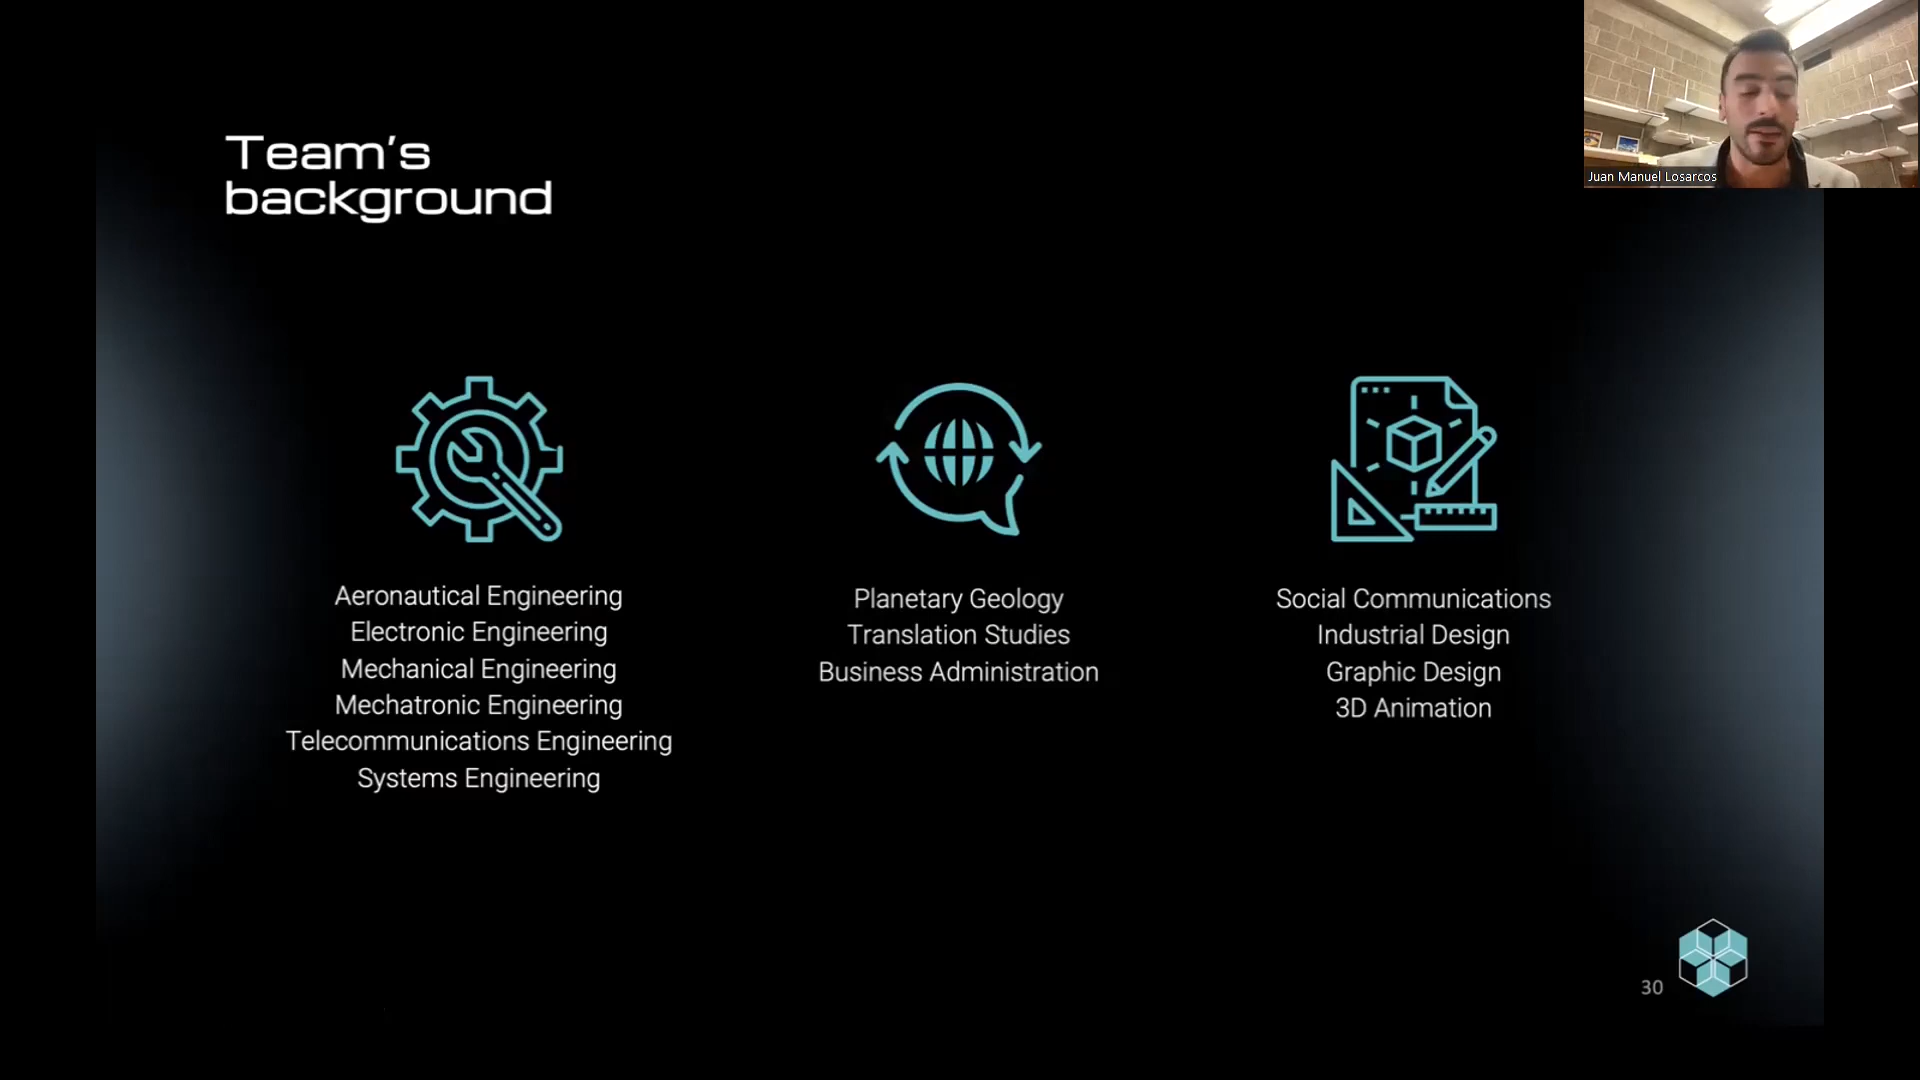 Juan Manuel Losarcos
Team's
background
Aeronautical Engineering
Electronic Engineering
Mechanical Engineering
Mechatronic Engineering
Telecommunications Engineering
Systems Engineering
Planetary Geology
Translation Studies
Business Administration
Social Communications
Industrial Design
Graphic Design
3D Animation
30